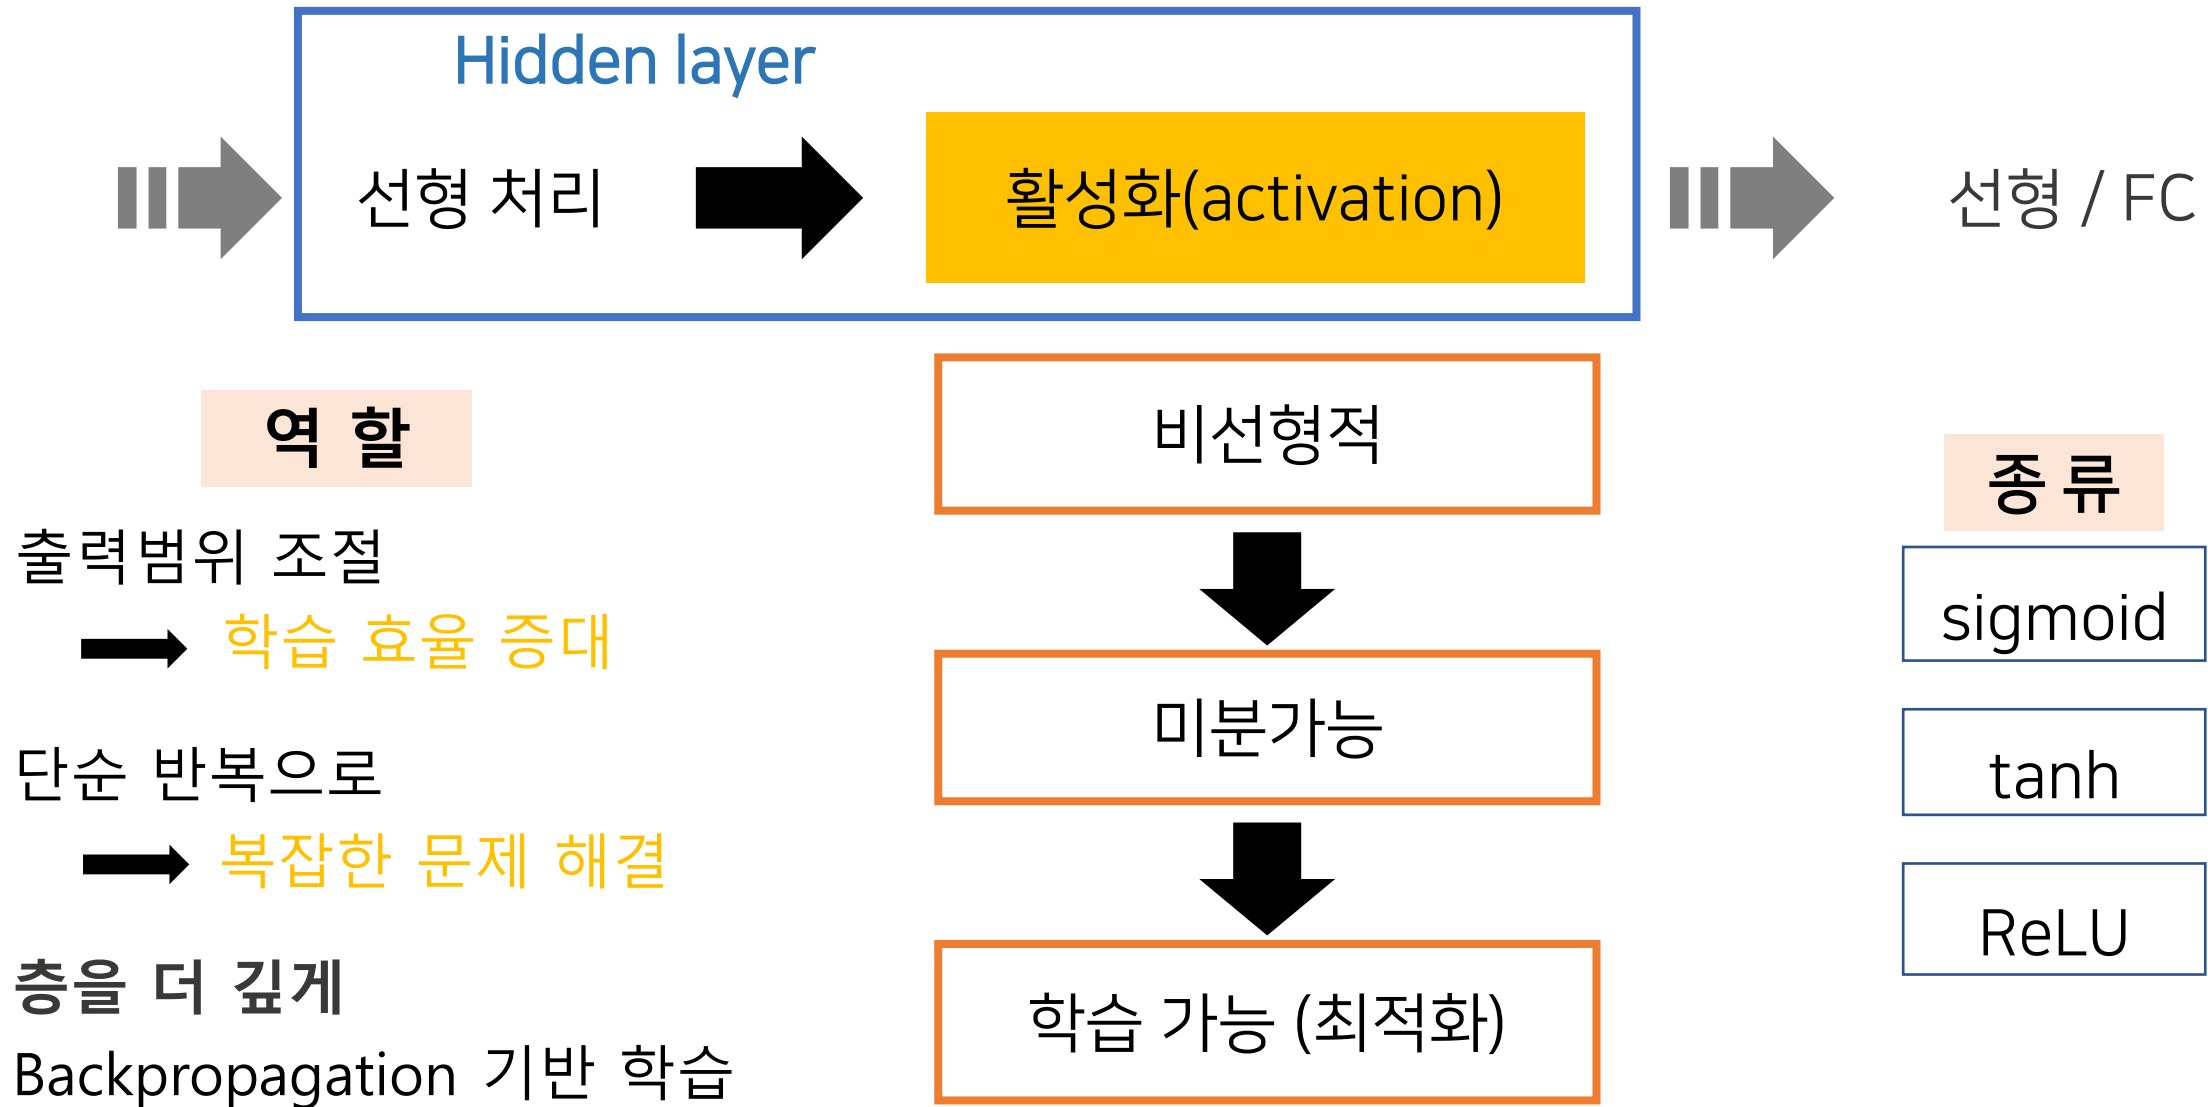 Hidden layer
선형 처리
활성화(activation)
선형 / FC
역 할
출력범위 조절
학습 효율 증대
단순 반복으로
복잡한 문제 해결
층을 더 깊게
Backpropagation 기반 학습
비선형적
미분가능
학습 가능 (최적화)
종 류
sigmoid
tanh
ReLU